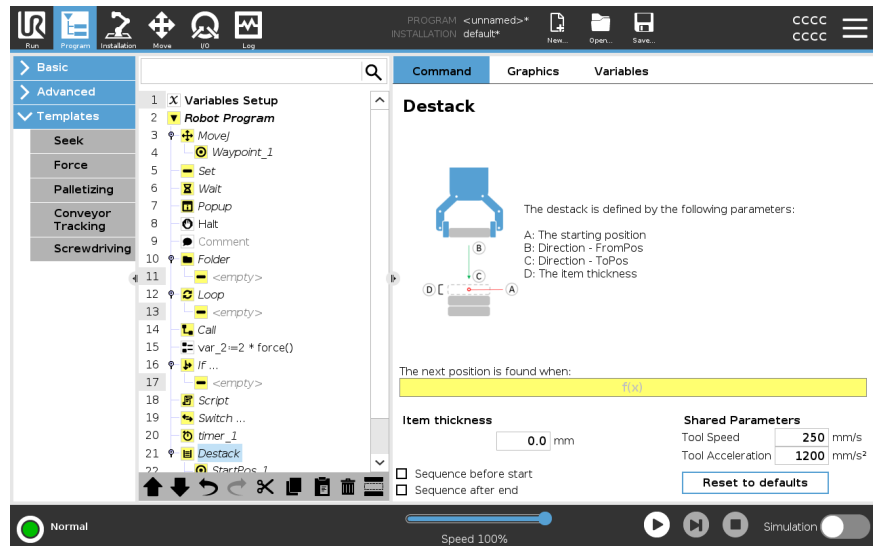 PROGRAM <unnamed>*
INSTALLATION default*
CCCC
CCCC
Run Program Installation Move I/O Log New... Open... Save...
Basic
Advanced
Templates
Seek
Force
Palletizing
Conveyor
Tracking
Screwdriving
1 X Variables Setup
2 Robot Program
3 MoveJ
4 Waypoint_1
5 Set
6 Wait
7 Popup
8 Halt
9 Comment
10 Folder
11 <empty>
12 Loop
13 <empty>
14 Call
15 var_2:=2 * force()
16 If ...
17 <empty>
18 Script
19 Switch ...
20 timer_1
21 Destack
22 StartPos_1
Command Graphics Variables
Destack
B
C
D A
The destack is defined by the following parameters:
A: The starting position
B: Direction - FromPos
C: Direction - ToPos
D: The item thickness
The next position is found when:
f(x)
Item thickness
0.0 mm
Sequence before start
Sequence after end
Shared Parameters
Tool Speed 250 mm/s
Tool Acceleration 1200 mm/s²
Reset to defaults
Normal
Speed 100%
Simulation